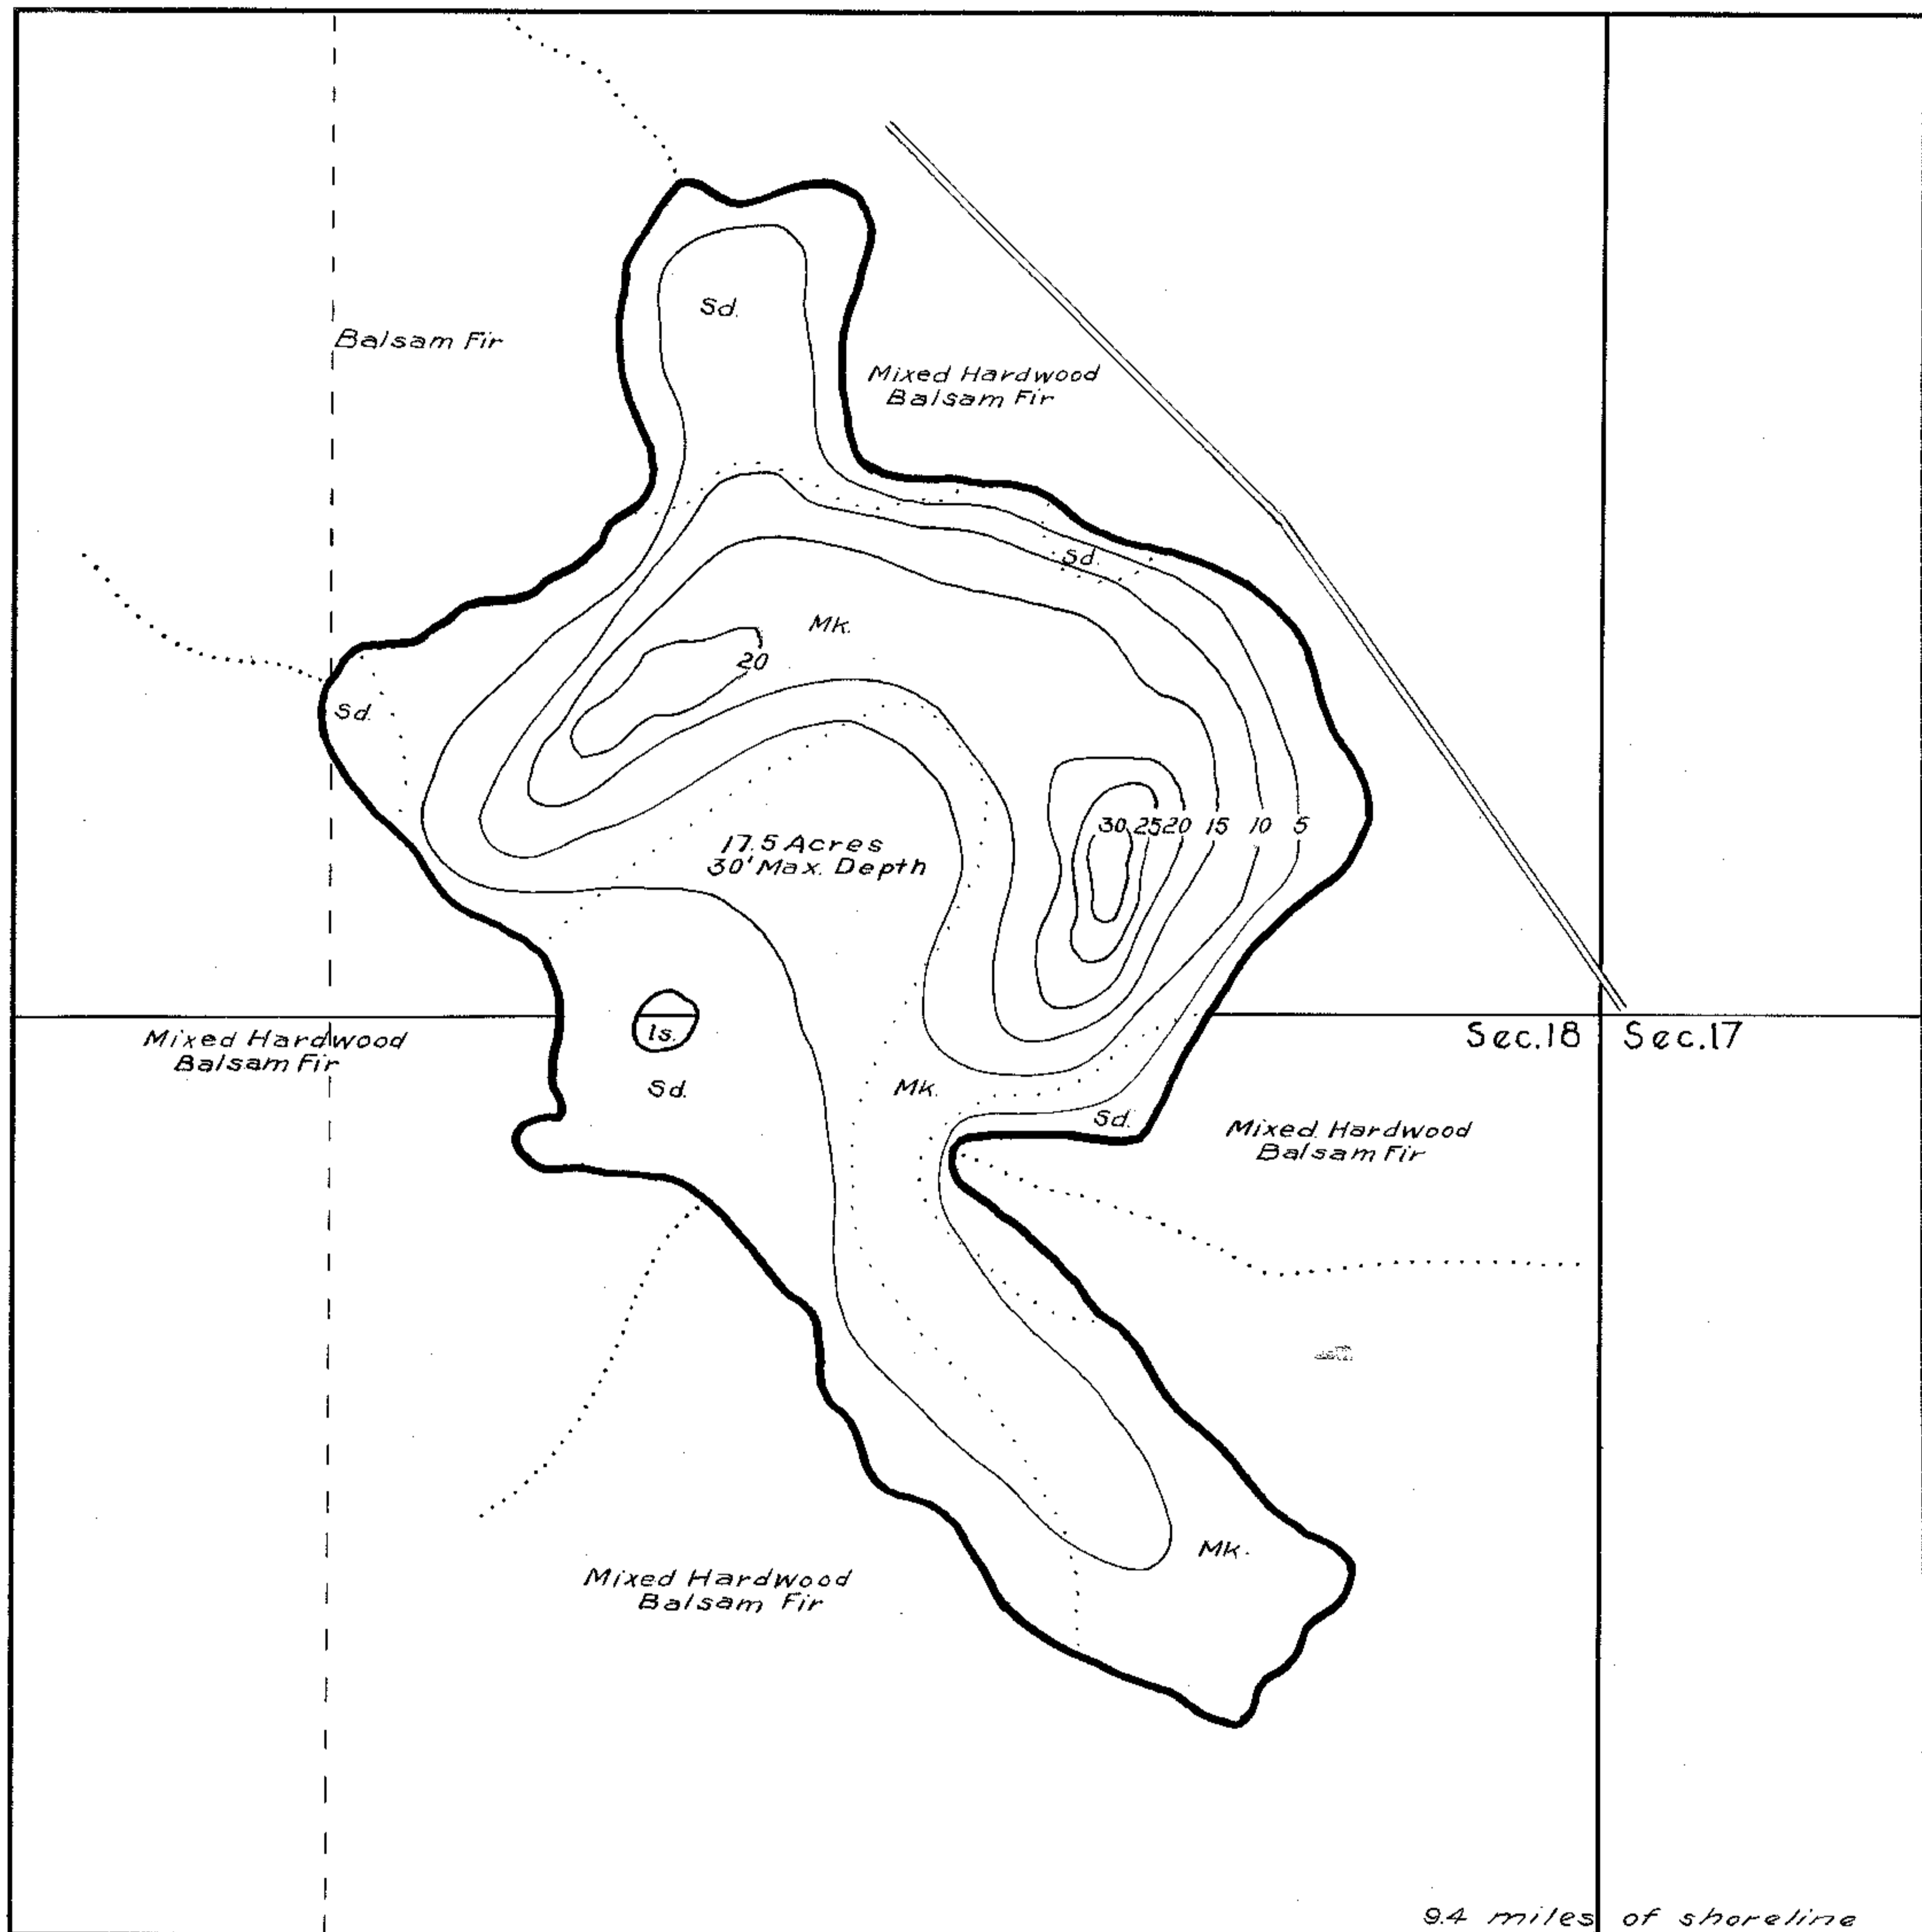 Sd.
Balsam Fir
Mixed Hardwood
Balsam Fir
Sd.
Mk.
20
Sd.
30 25 20 15 10 5
17.5 Acres
30' Max. Depth
Sec. 18 Sec. 17
Is.
Mixed Hardwood
Balsam Fir
Sd.
Mk.
Sd.
Mixed Hardwood
Balsam Fir
Mk.
Mixed Hardwood
Balsam Fir
9.4 miles of shoreline